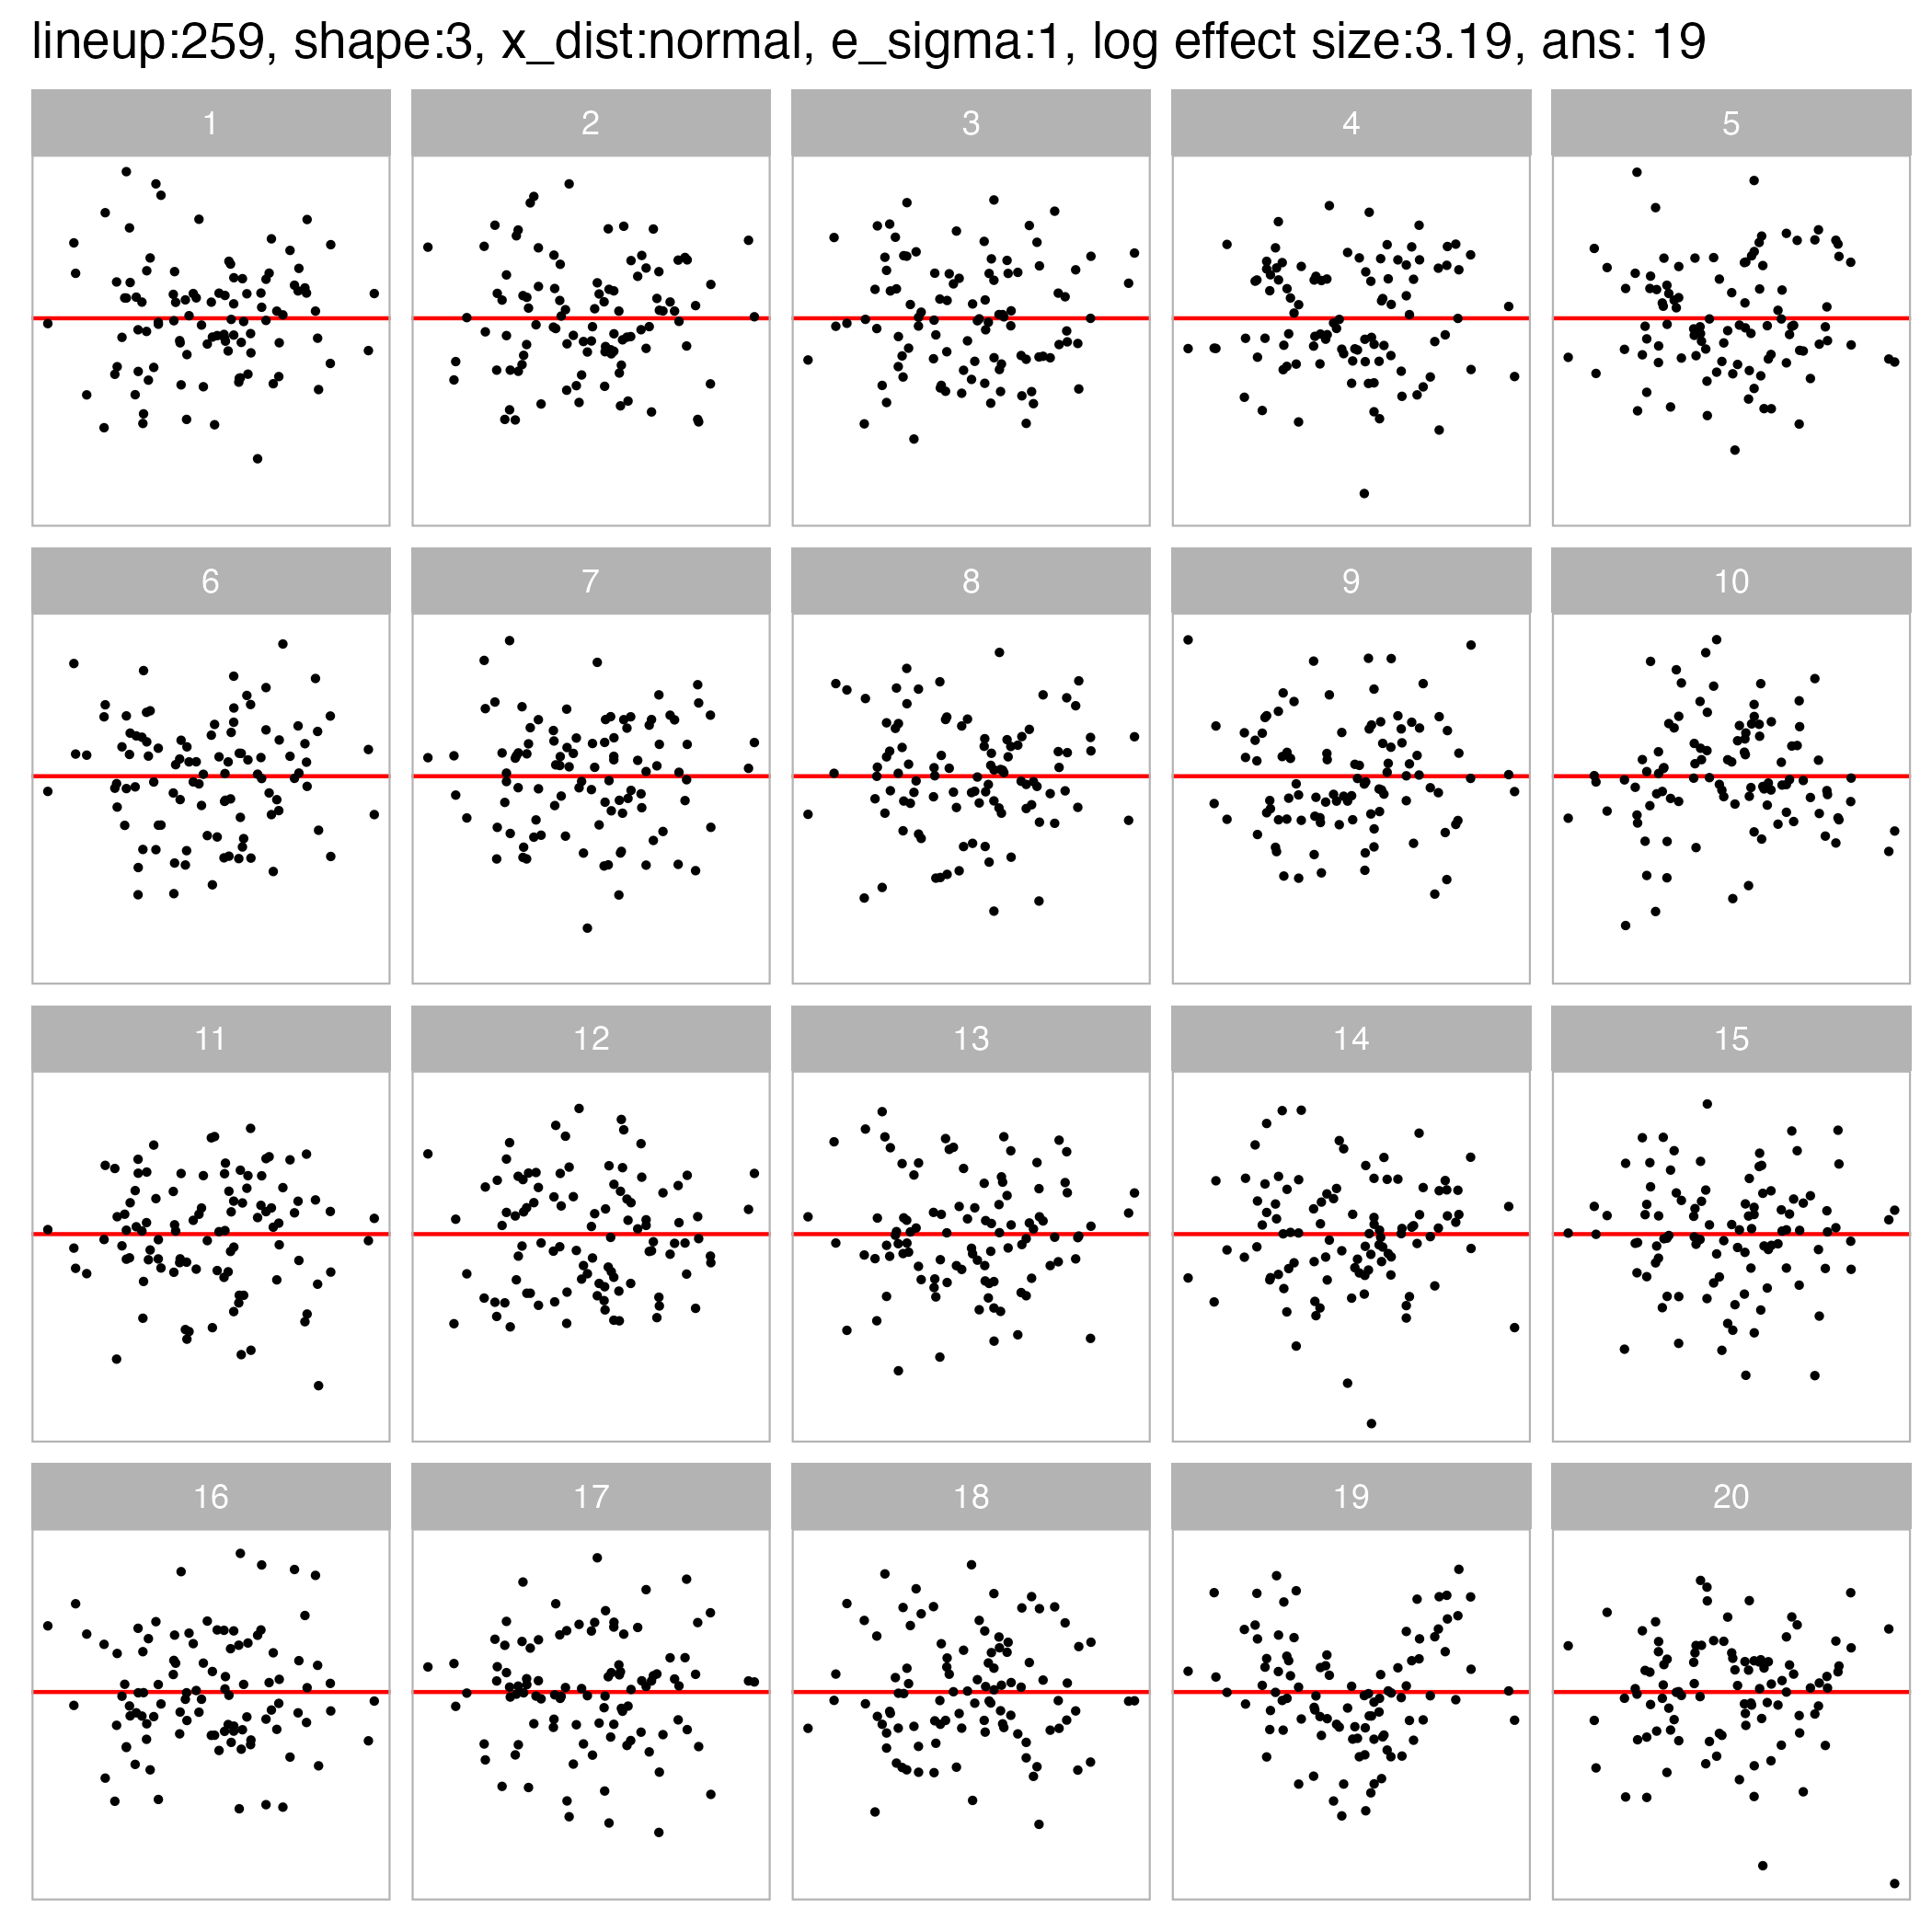 lineup:259, shape:3, x_dist:normal, e_sigma:1, log effect size:3.19, ans: 19
1 2 3 4 5
6 7 8 9 10
11 12 13 14 15
16 17 18 19 20